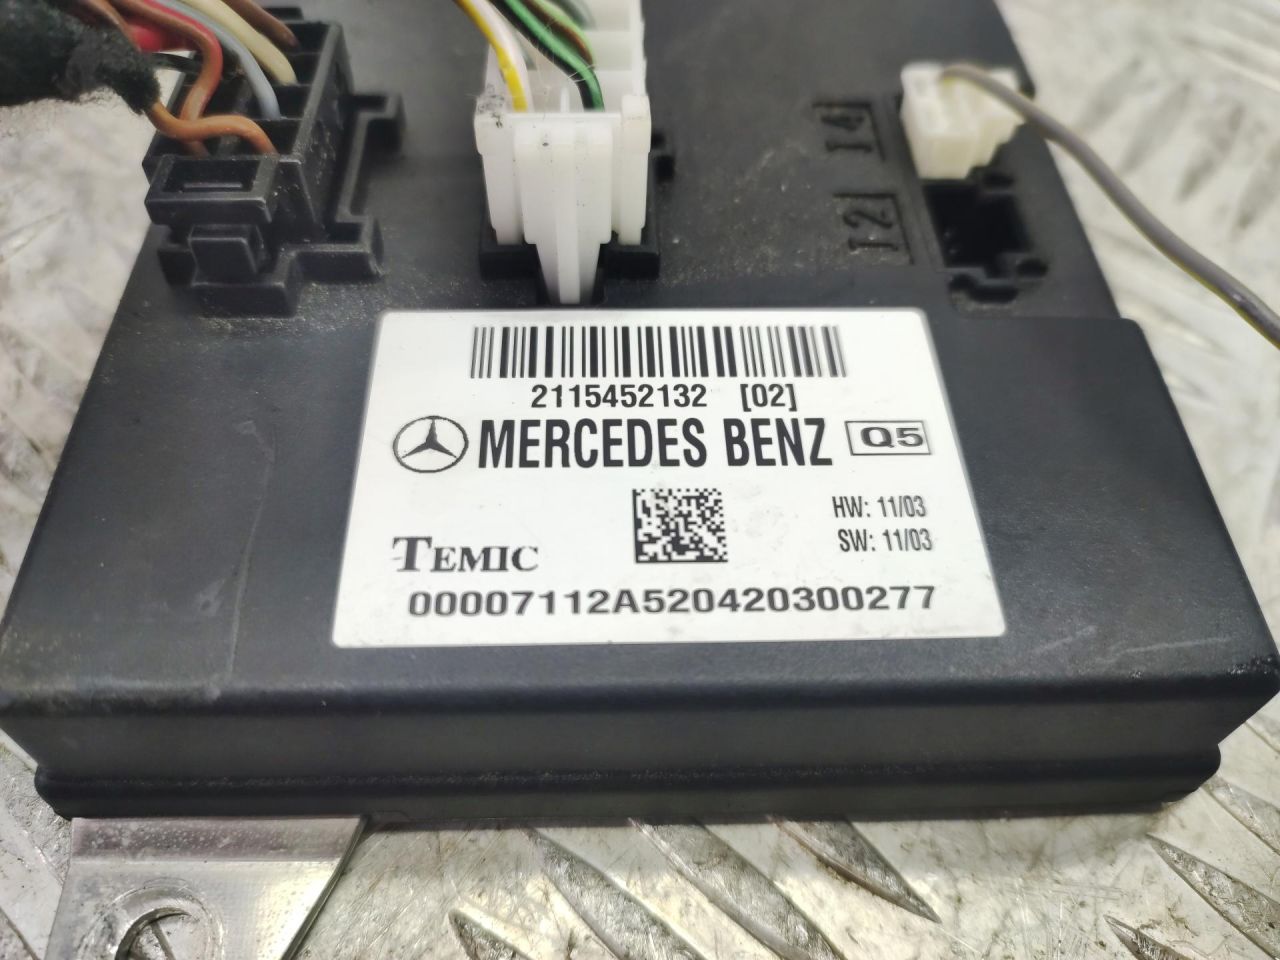 14
12
2115452132 [02]
MERCEDES BENZ Q5
HW: 11/03
SW: 11/03
TEMIC
00007112A520420300277